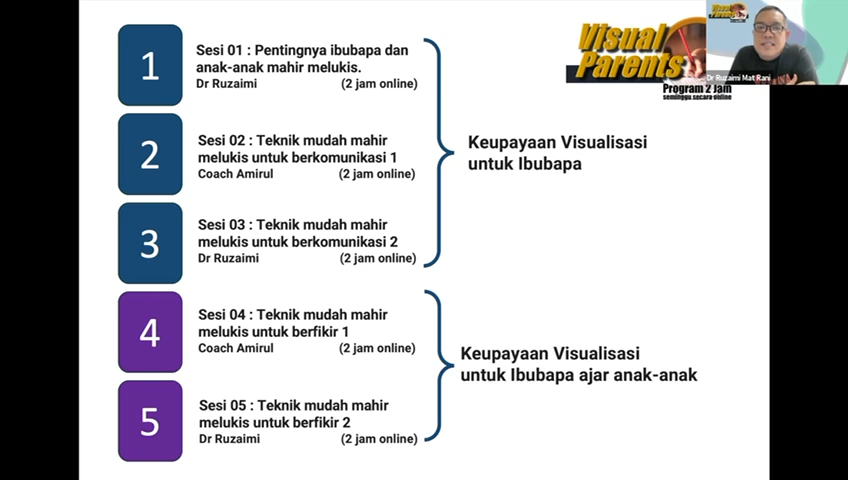 1
Sesi 01 : Pentingnya ibubapa dan
anak-anak mahir melukis.
Dr Ruzaimi (2 jam online)
2
Sesi 02 : Teknik mudah mahir
melukis untuk berkomunikasi 1
Coach Amirul (2 jam online)
3
Sesi 03 : Teknik mudah mahir
melukis untuk berkomunikasi 2
Dr Ruzaimi (2 jam online)
Keupayaan Visualisasi
untuk Ibubapa
4
Sesi 04 : Teknik mudah mahir
melukis untuk berfikir 1
Coach Amirul (2 jam online)
5
Sesi 05 : Teknik mudah mahir
melukis untuk berfikir 2
Dr Ruzaimi (2 jam online)
Keupayaan Visualisasi
untuk Ibubapa ajar anak-anak
Visual
Parents
Program 2 Jam
seminggu secara online
Visual
Parents
Dr Ruzaimi Mat Rani